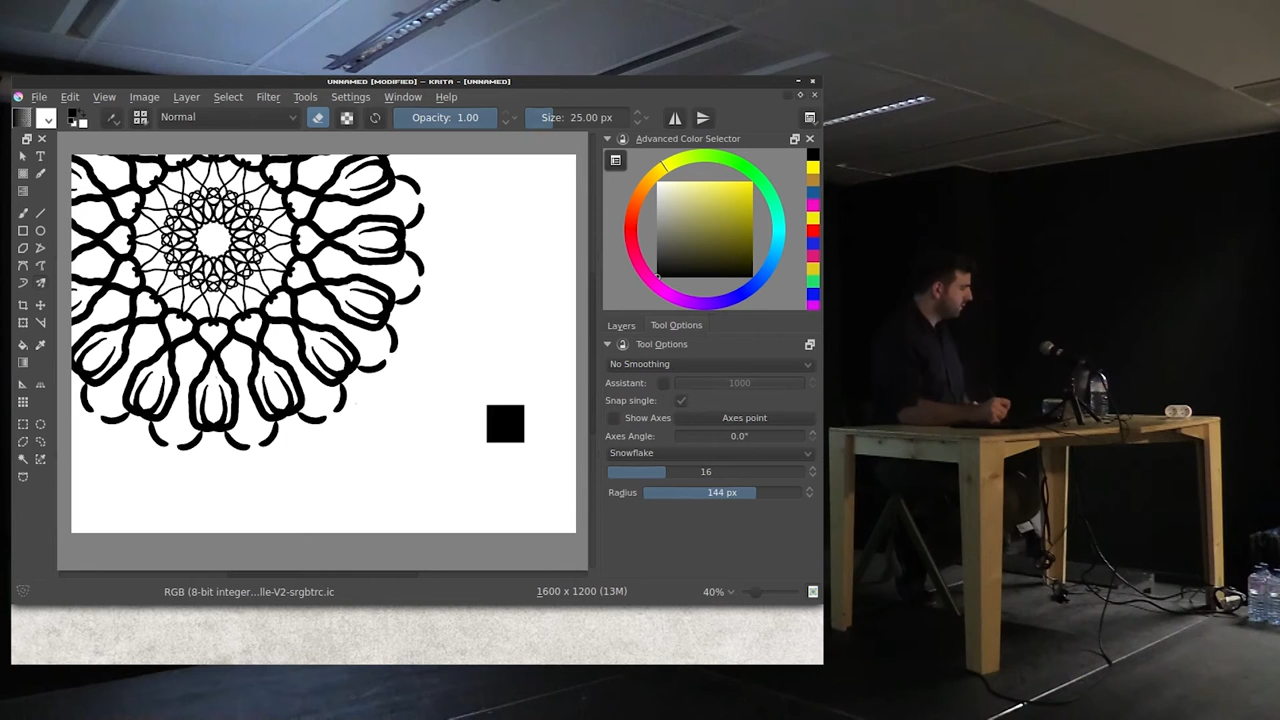 UNNAMED [MODIFIED] – KRITA – [UNNAMED]
File Edit View Image Layer Select Filter Tools Settings Window Help
Normal Opacity: 1.00 Size: 25.00 px
Advanced Color Selector
Layers Tool Options
Tool Options
No Smoothing
Assistant: 1000
Snap single:
Show Axes Axes point
Axes Angle: 0.0°
Snowflake
16
Radius 144 px
RGB (8-bit integer...lle-V2-srgbtrc.ic 1600 x 1200 (13M) 40%